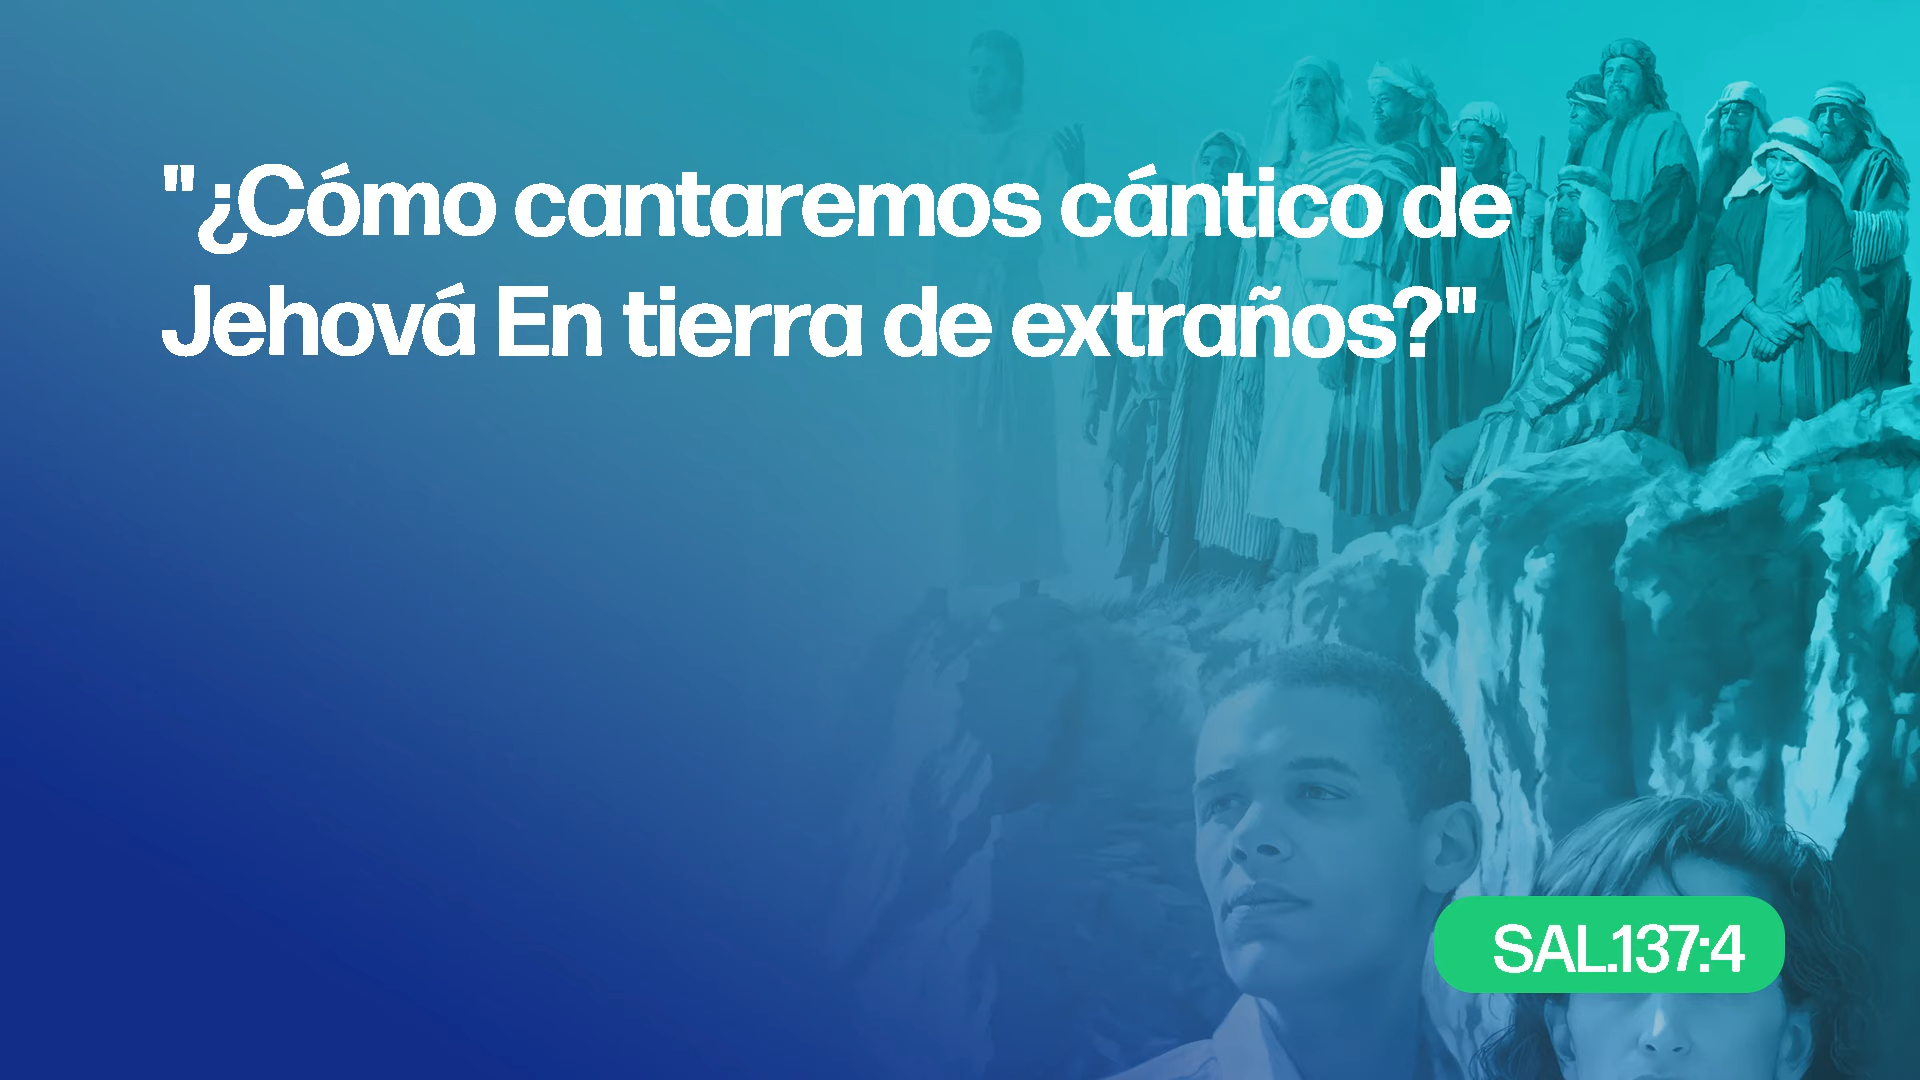 "¿Cómo cantaremos cántico de
Jehová En tierra de extraños?"
SAL.137:4